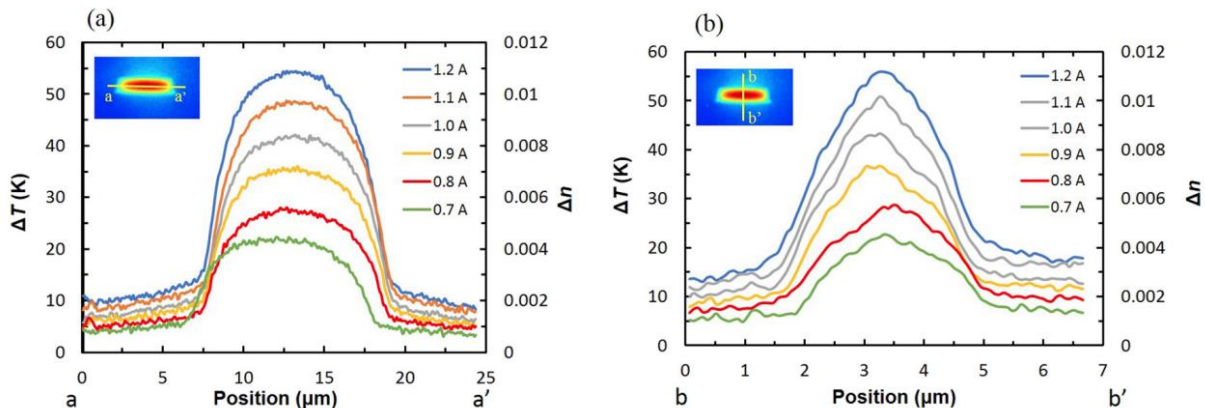 (a)
60
50
40
30
20
10
0
ΔT (K)
a a'
1.2 A
1.1 A
1.0 A
0.9 A
0.8 A
0.7 A
0.012
0.01
0.008
0.006
0.004
0.002
0
Δn
0 5 10 15 20 25
a Position (µm) a'
(b)
60
50
40
30
20
10
0
ΔT (K)
b
b'
1.2 A
1.1 A
1.0 A
0.9 A
0.8 A
0.7 A
0.012
0.01
0.008
0.006
0.004
0.002
0
Δn
0 1 2 3 4 5 6 7
b Position (µm) b'